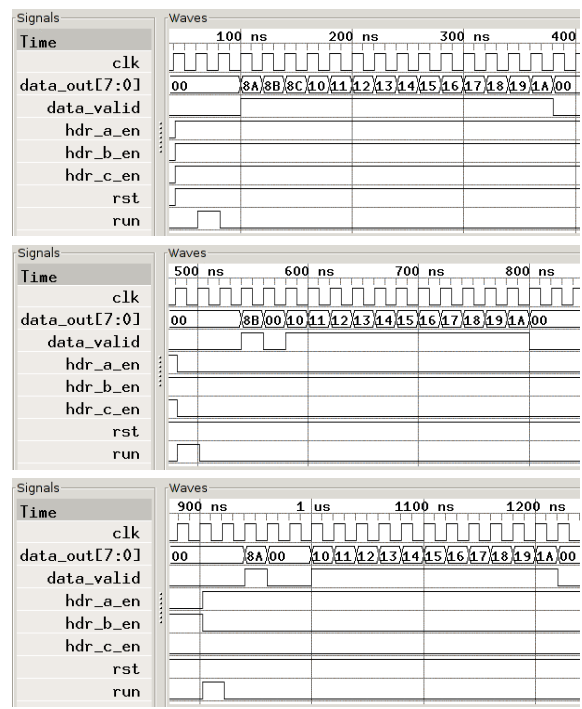 Signals Waves
Time 100 ns 200 ns 300 ns 400
clk
data_out[7:0] 00 8A 8B 8C 10 11 12 13 14 15 16 17 18 19 1A 00
data_valid
hdr_a_en
hdr_b_en
hdr_c_en
rst
run
Signals Waves
Time 500 ns 600 ns 700 ns 800 ns
clk
data_out[7:0] 00 8B 00 10 11 12 13 14 15 16 17 18 19 1A 00
data_valid
hdr_a_en
hdr_b_en
hdr_c_en
rst
run
Signals Waves
Time 900 ns 1 us 1100 ns 1200 ns
clk
data_out[7:0] 00 8A 00 10 11 12 13 14 15 16 17 18 19 1A 00
data_valid
hdr_a_en
hdr_b_en
hdr_c_en
rst
run